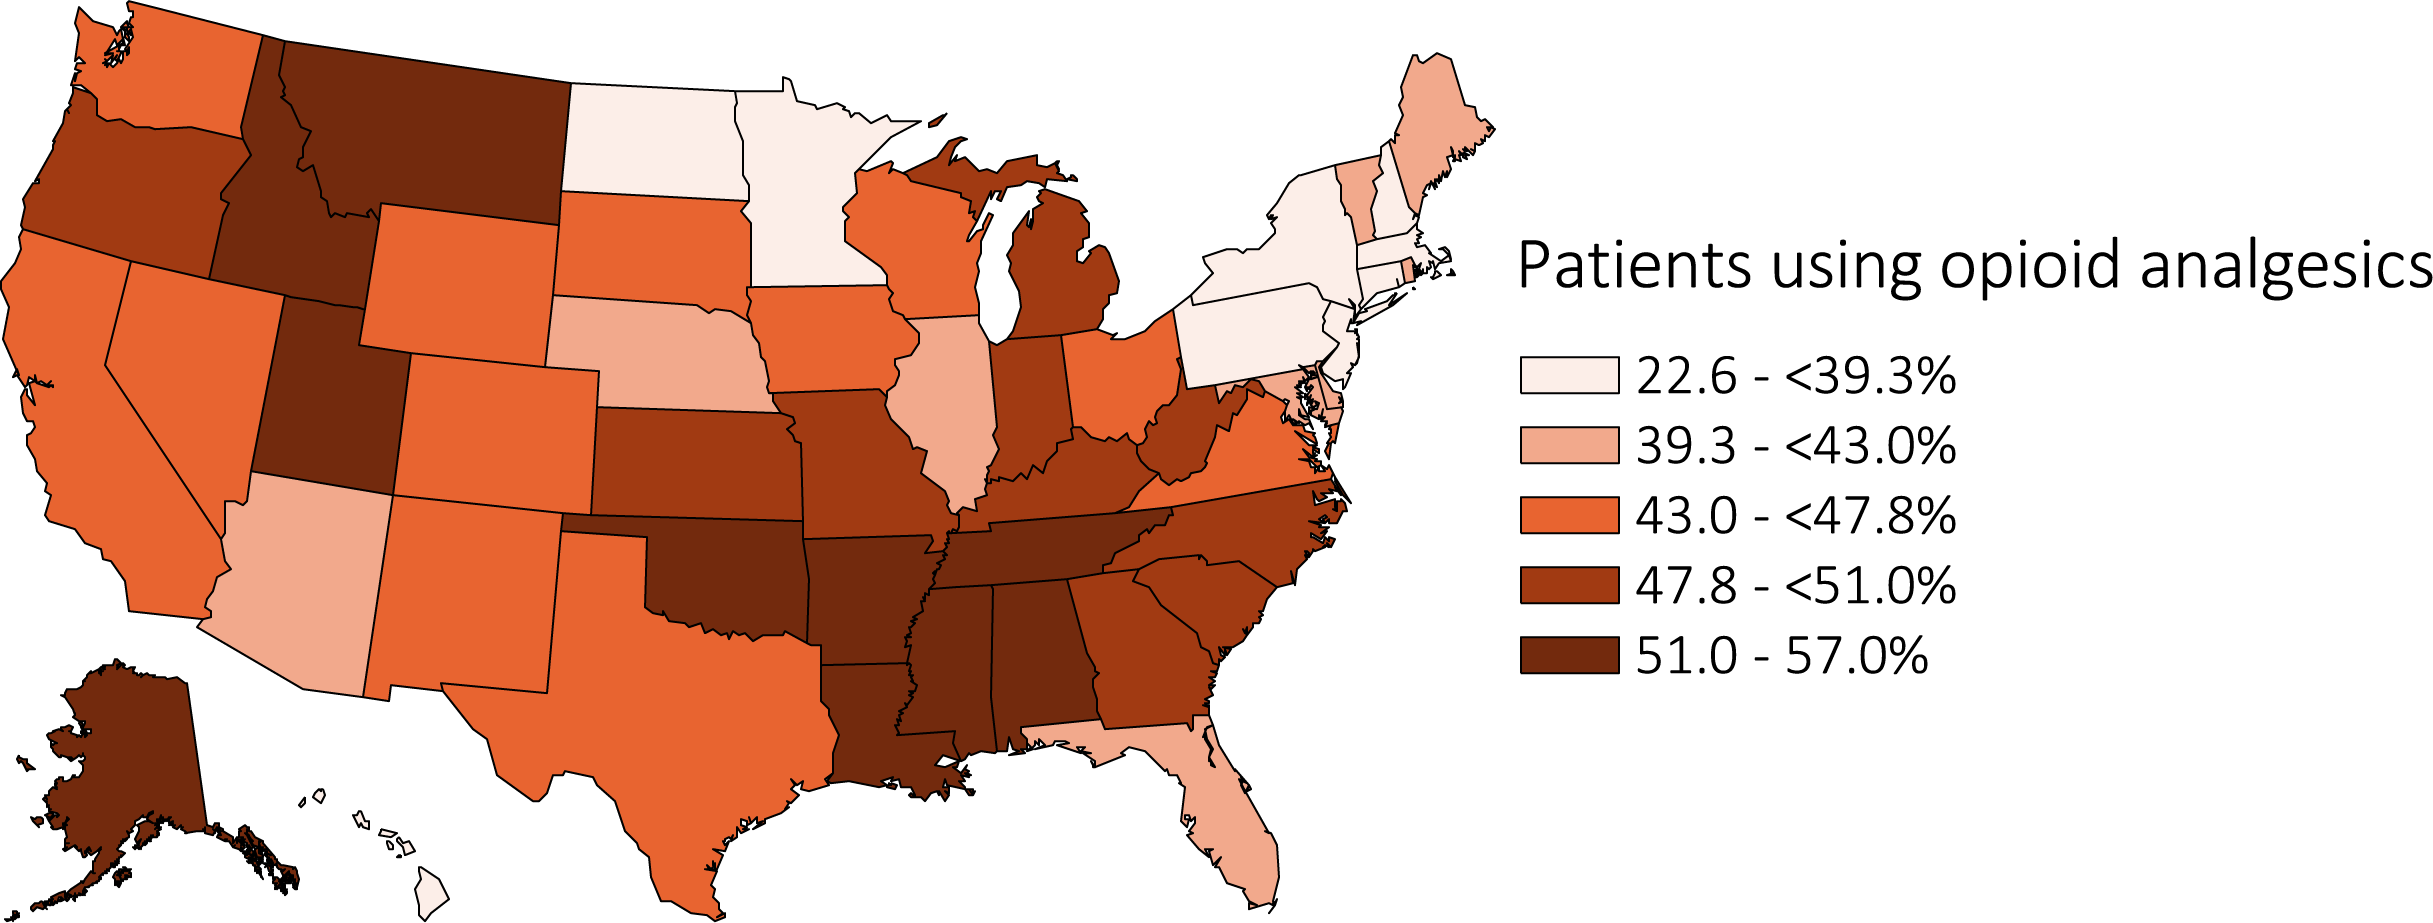 Patients using opioid analgesics
22.6 - <39.3%
39.3 - <43.0%
43.0 - <47.8%
47.8 - <51.0%
51.0 - 57.0%